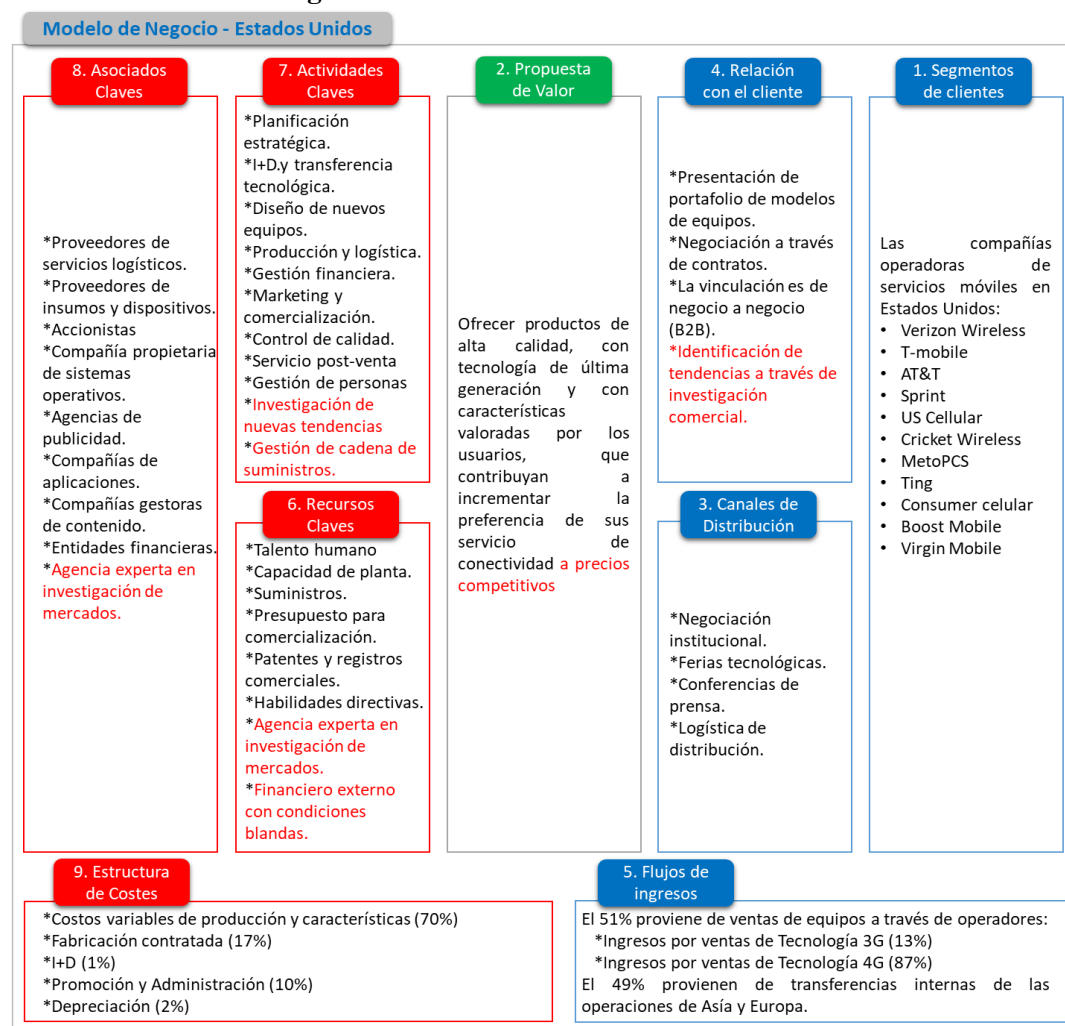 Modelo de Negocio - Estados Unidos
8. Asociados
Claves
*Proveedores de
servicios logísticos.
*Proveedores de
insumos y dispositivos.
*Accionistas
*Compañía propietaria
de sistemas
operativos.
*Agencias de
publicidad.
*Compañías de
aplicaciones.
*Compañías gestoras
de contenido.
*Entidades financieras.
*Agencia experta en
investigación de
mercados.
7. Actividades
Claves
*Planificación
estratégica.
*I+D.y transferencia
tecnológica.
*Diseño de nuevos
equipos.
*Producción y logística.
*Gestión financiera.
*Marketing y
comercialización.
*Control de calidad.
*Servicio post-venta
*Gestión de personas
*Investigación de
nuevas tendencias
*Gestión de cadena de
suministros.
6. Recursos
Claves
*Talento humano
*Capacidad de planta.
*Suministros.
*Presupuesto para
comercialización.
*Patentes y registros
comerciales.
*Habilidades directivas.
*Agencia experta en
investigación de
mercados.
*Financiero externo
con condiciones
blandas.
2. Propuesta
de Valor
Ofrecer productos de
alta calidad, con
tecnología de última
generación y con
características
valoradas por los
usuarios, que
contribuyan a
incrementar la
preferencia de sus
servicio de
conectividad a precios
competitivos
4. Relación
con el cliente
*Presentación de
portafolio de modelos
de equipos.
*Negociación a través
de contratos.
*La vinculación es de
negocio a negocio
(B2B).
*Identificación de
tendencias a través de
investigación
comercial.
3. Canales de
Distribución
*Negociación
institucional.
*Ferias tecnológicas.
*Conferencias de
prensa.
*Logística de
distribución.
1. Segmentos
de clientes
Las compañías
operadoras de
servicios móviles en
Estados Unidos:
• Verizon Wireless
• T-mobile
• AT&T
• Sprint
• US Cellular
• Cricket Wireless
• MetoPCS
• Ting
• Consumer celular
• Boost Mobile
• Virgin Mobile
9. Estructura
de Costes
*Costos variables de producción y características (70%)
*Fabricación contratada (17%)
*I+D (1%)
*Promoción y Administración (10%)
*Depreciación (2%)
5. Flujos de
ingresos
El 51% proviene de ventas de equipos a través de operadores:
*Ingresos por ventas de Tecnología 3G (13%)
*Ingresos por ventas de Tecnología 4G (87%)
El 49% provienen de transferencias internas de las
operaciones de Asía y Europa.